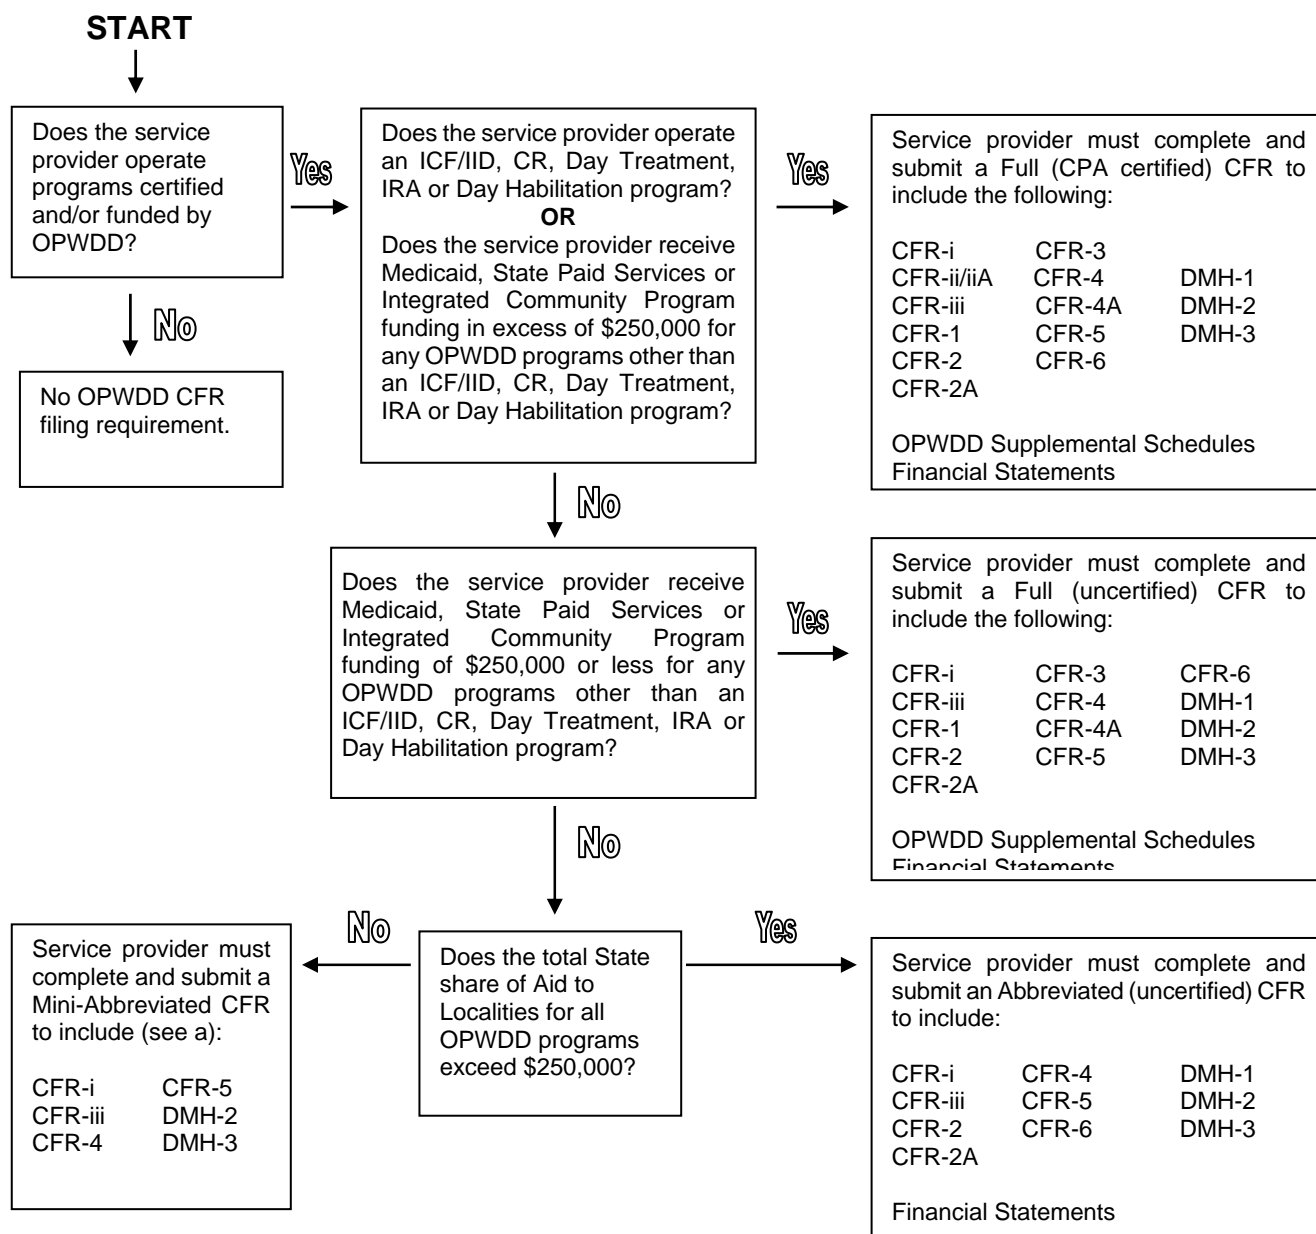 START
Does the service
provider operate
programs certified
and/or funded by
OPWDD?
Yes
Does the service provider operate
an ICF/IID, CR, Day Treatment,
IRA or Day Habilitation program?
OR
Does the service provider receive
Medicaid, State Paid Services or
Integrated Community Program
funding in excess of $250,000 for
any OPWDD programs other than
an ICF/IID, CR, Day Treatment,
IRA or Day Habilitation program?
Yes
Service provider must complete and
submit a Full (CPA certified) CFR to
include the following:
CFR-i CFR-3
CFR-ii/iiA CFR-4 DMH-1
CFR-iii CFR-4A DMH-2
CFR-1 CFR-5 DMH-3
CFR-2 CFR-6
CFR-2A
OPWDD Supplemental Schedules
Financial Statements
No
No OPWDD CFR
filing requirement.
No
Does the service provider receive
Medicaid, State Paid Services or
Integrated Community Program
funding of $250,000 or less for any
OPWDD programs other than an
ICF/IID, CR, Day Treatment, IRA or
Day Habilitation program?
Yes
Service provider must complete and
submit a Full (uncertified) CFR to
include the following:
CFR-i CFR-3 CFR-6
CFR-iii CFR-4 DMH-1
CFR-1 CFR-4A DMH-2
CFR-2 CFR-5 DMH-3
CFR-2A
OPWDD Supplemental Schedules
Financial Statements
No
Does the total State
share of Aid to
Localities for all
OPWDD programs
exceed $250,000?
No
Service provider must
complete and submit a
Mini-Abbreviated CFR
to include (see a):
CFR-i CFR-5
CFR-iii DMH-2
CFR-4 DMH-3
Yes
Service provider must complete and
submit an Abbreviated (uncertified) CFR
to include:
CFR-i CFR-4 DMH-1
CFR-iii CFR-5 DMH-2
CFR-2 CFR-6 DMH-3
CFR-2A
Financial Statements